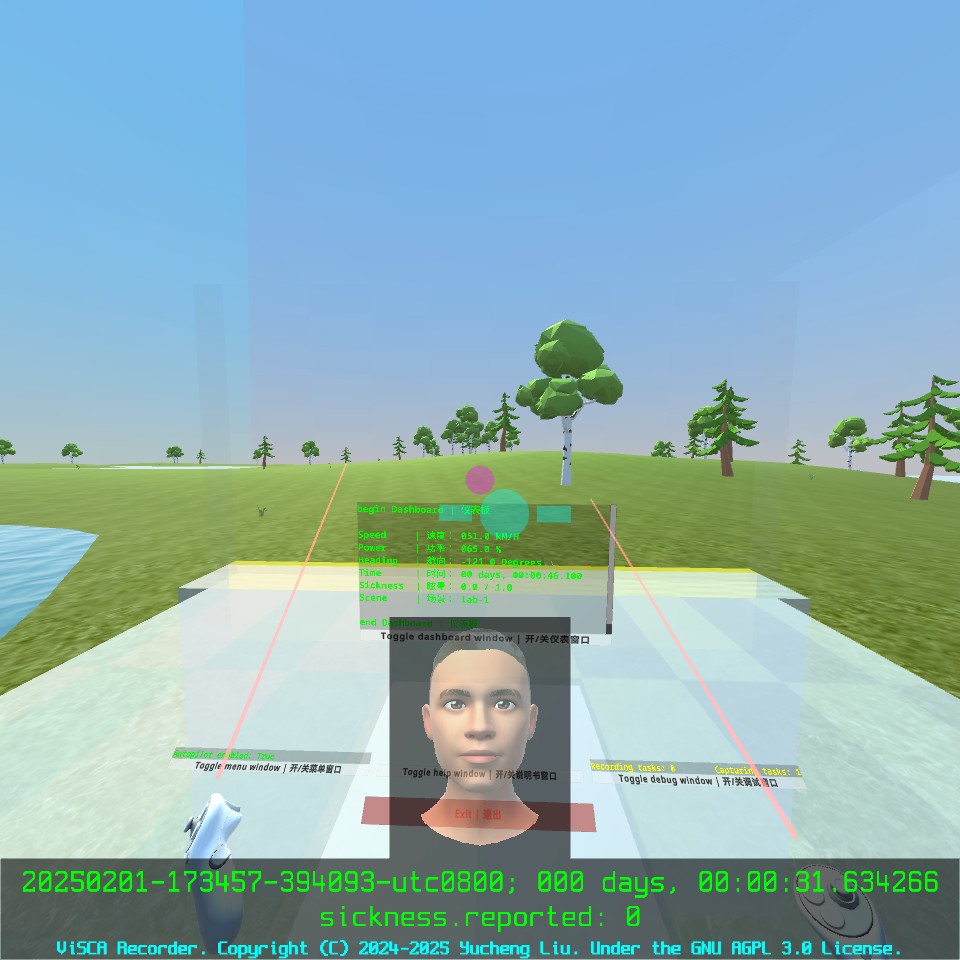 begin Dashboard | 仪表
Speed | 速度: 051.0 KM/H
Power | 功率: 065.0 %
Heading | 航向: -121.0 Degrees
Time | 时间: 00 days, 00:00:46.100
Sickness | 眩晕: 0.0 / 1.0
Scene | 场景: lab-1
end Dashboard |
Toggle dashboard window | 开/关仪表窗口
Autopilot enabled: True
Toggle menu window | 开/关菜单窗口
Toggle help window | 开/关说明书窗口
Recording tasks: 0 Capturing tasks: 1
Toggle debug window | 开/关调试窗口
Exit | 退出
20250201-173457-394093-utc0800; 000 days, 00:00:31.634266
sickness.reported: 0
ViSCA Recorder. Copyright (C) 2024-2025 Yucheng Liu. Under the GNU AGPL 3.0 License.